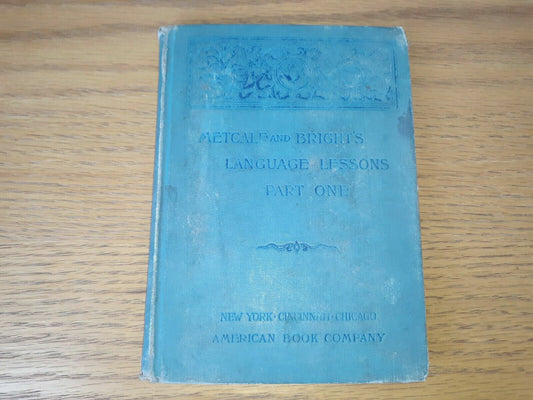 METCALF AND BRIGHT'S
LANGUAGE LESSONS
PART ONE
NEW YORK · CINCINNATI · CHICAGO
AMERICAN BOOK COMPANY